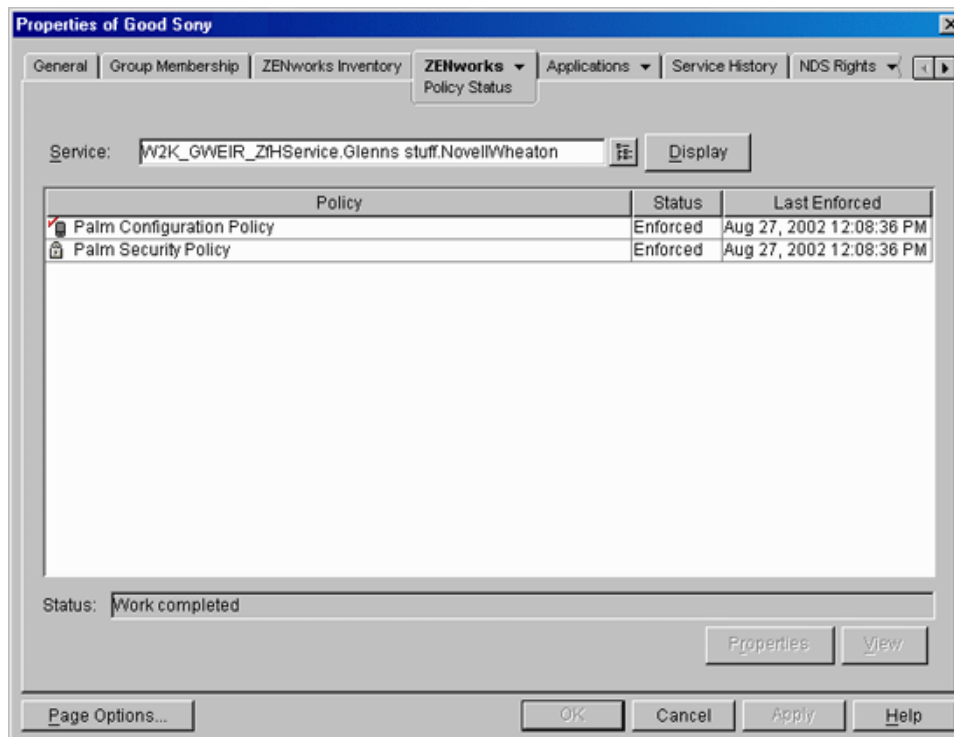 Properties of Good Sony
General Group Membership ZENworks Inventory ZENworks Applications Service History NDS Rights
Policy Status
Service: W2K_GWEIR_ZfHService.Glenns stuff.NovellWheaton Display
Policy Status Last Enforced
Palm Configuration Policy Enforced Aug 27, 2002 12:08:36 PM
Palm Security Policy Enforced Aug 27, 2002 12:08:36 PM
Status: Work completed
Properties View
Page Options... OK Cancel Apply Help